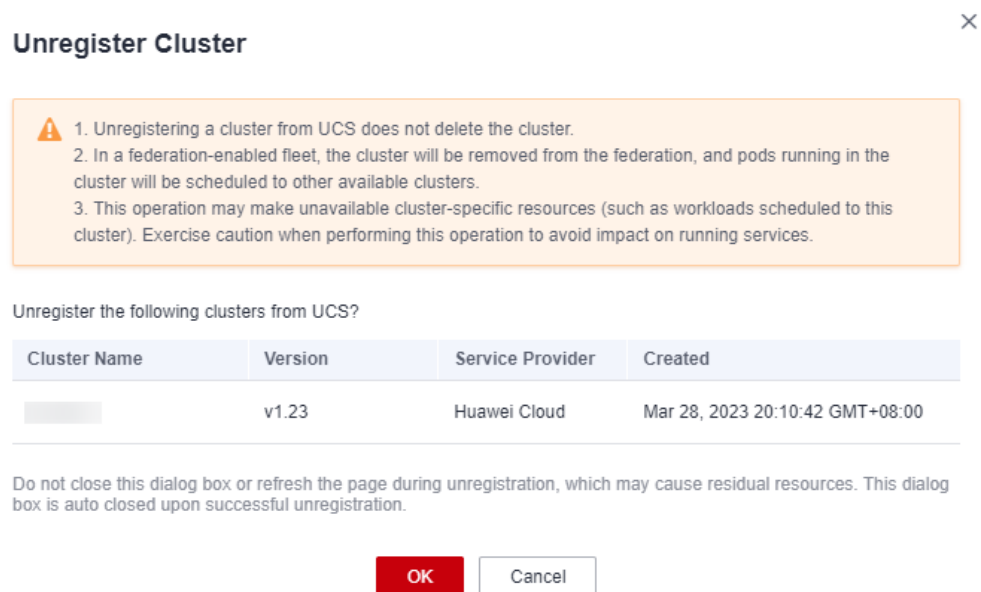 Unregister Cluster
1. Unregistering a cluster from UCS does not delete the cluster.
2. In a federation-enabled fleet, the cluster will be removed from the federation, and pods running in the
cluster will be scheduled to other available clusters.
3. This operation may make unavailable cluster-specific resources (such as workloads scheduled to this
cluster). Exercise caution when performing this operation to avoid impact on running services.
Unregister the following clusters from UCS?
Cluster Name Version Service Provider Created
v1.23 Huawei Cloud Mar 28, 2023 20:10:42 GMT+08:00
Do not close this dialog box or refresh the page during unregistration, which may cause residual resources. This dialog
box is auto closed upon successful unregistration.
OK Cancel